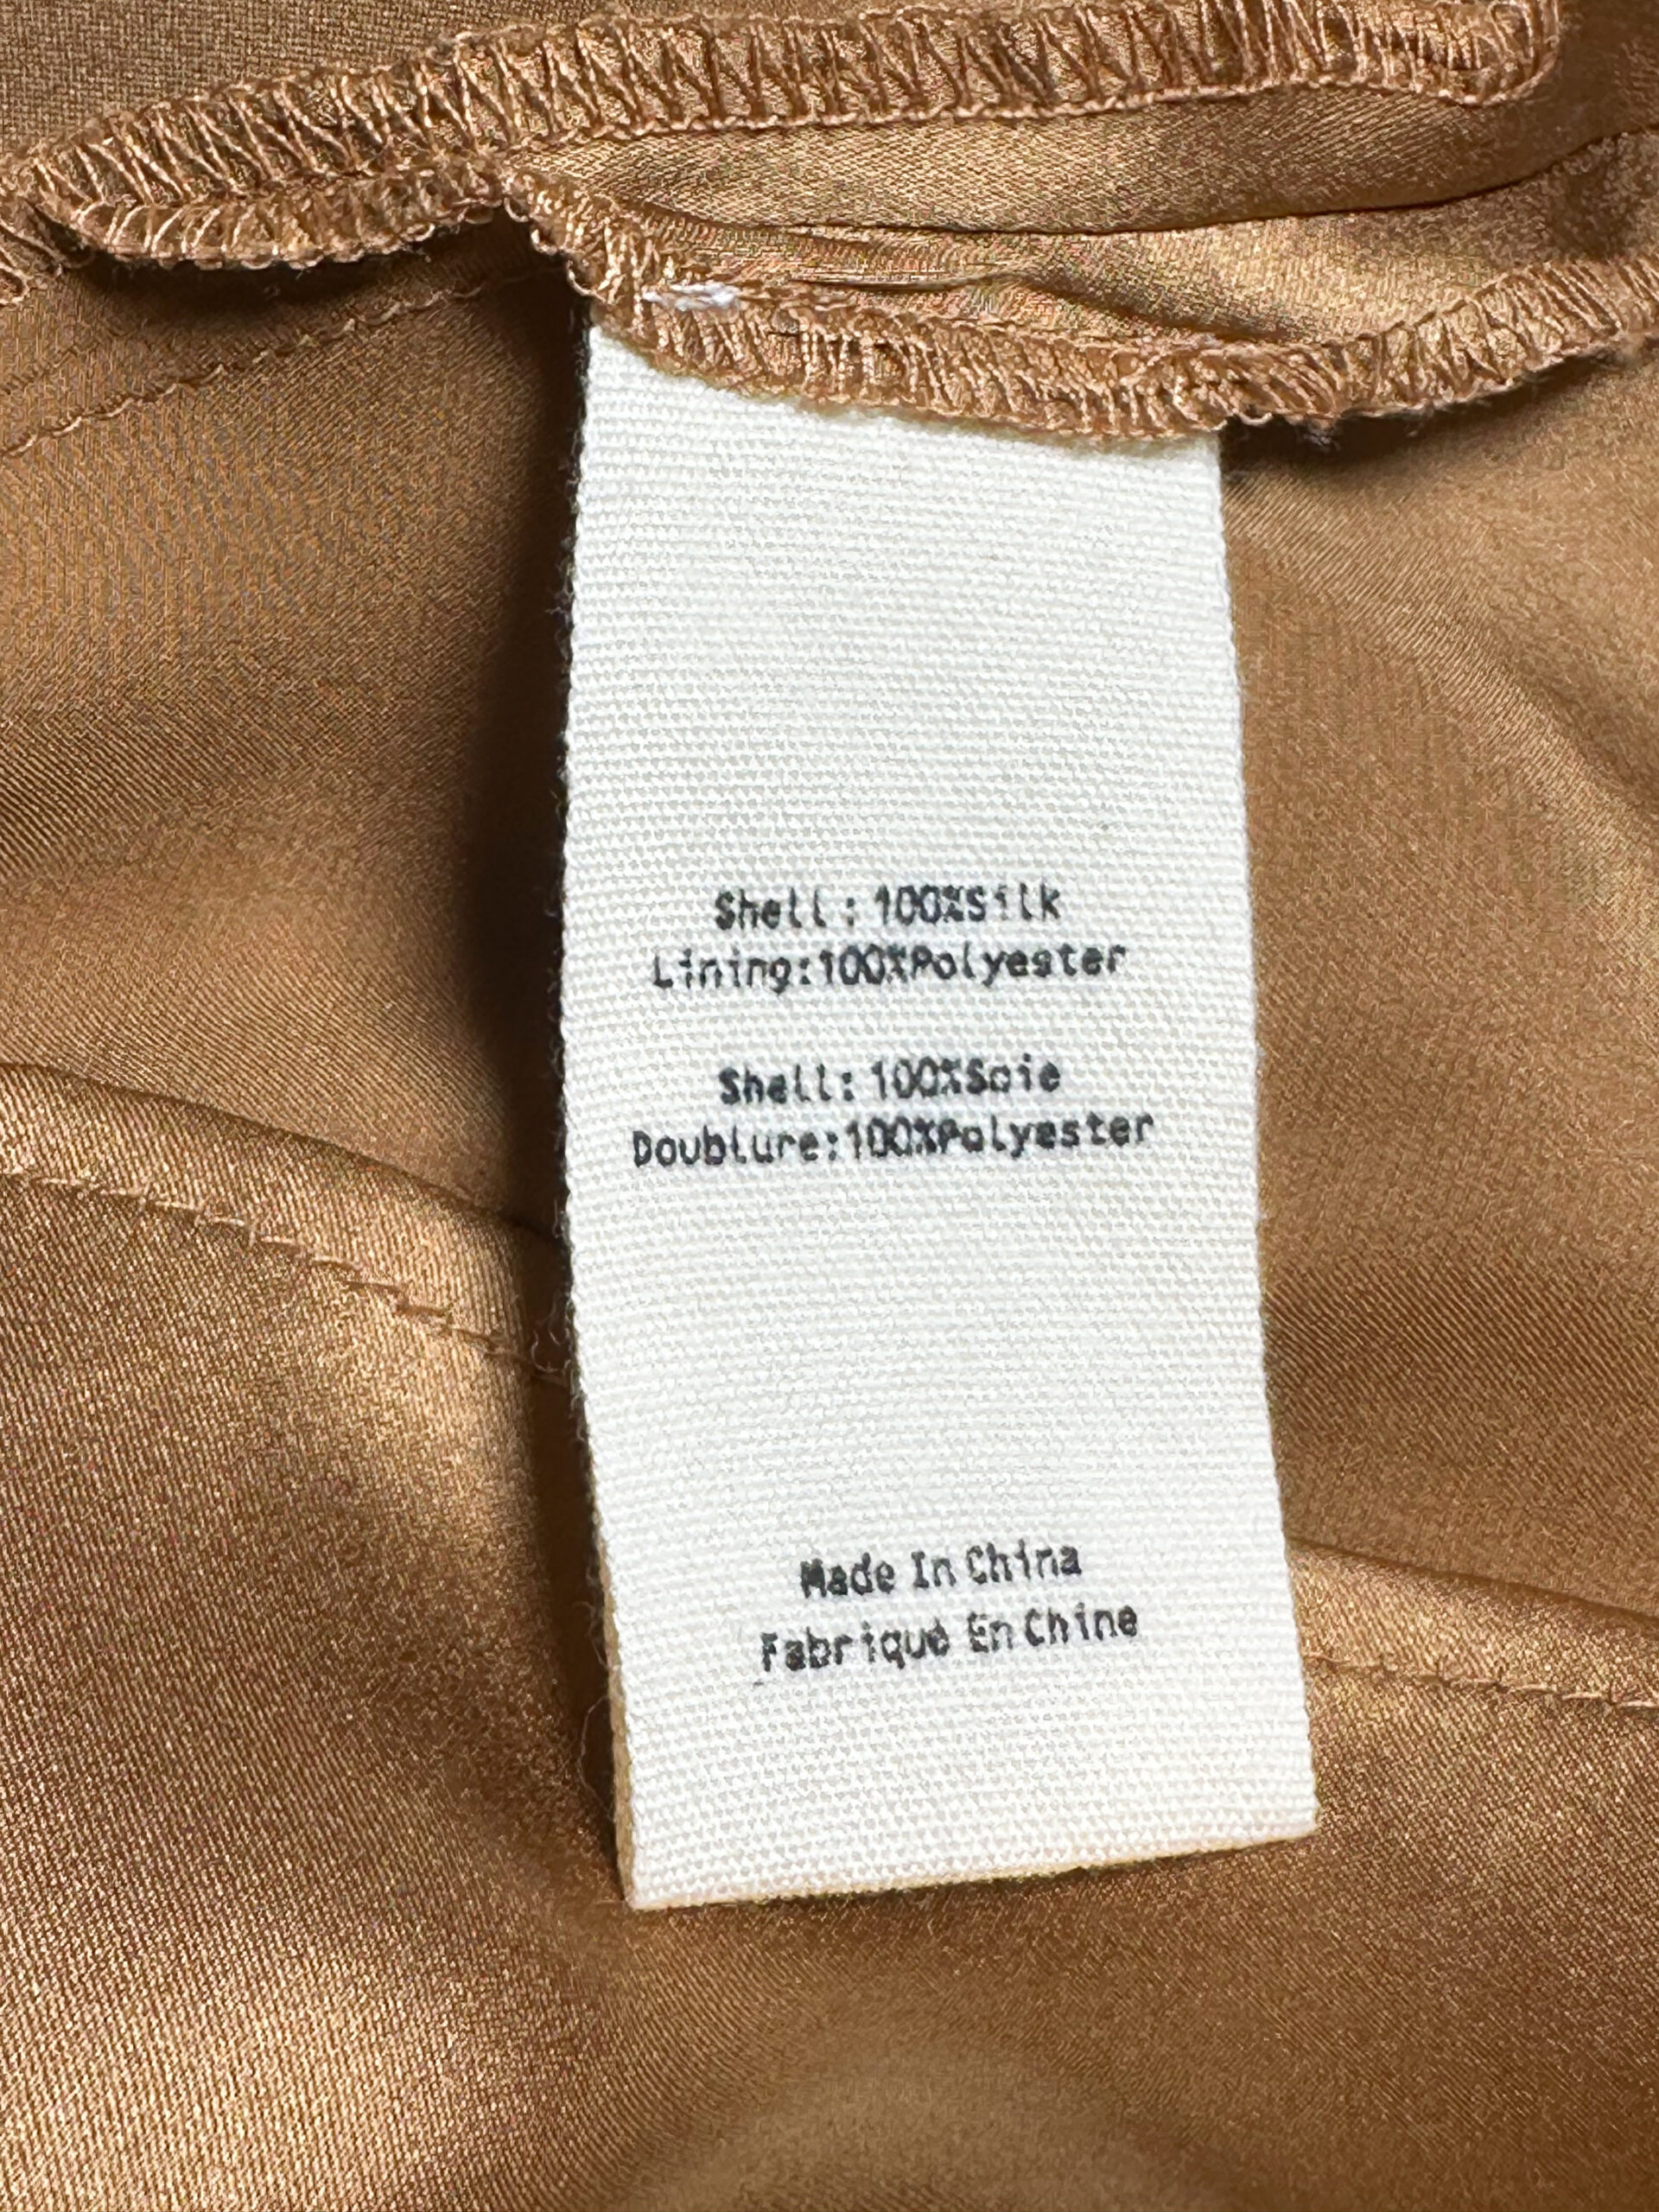 Shell: 100%Silk
Lining:100%Polyester
Shell: 100%Soie
Doublure:100%Polyester
Made In China
Fabriqué En Chine